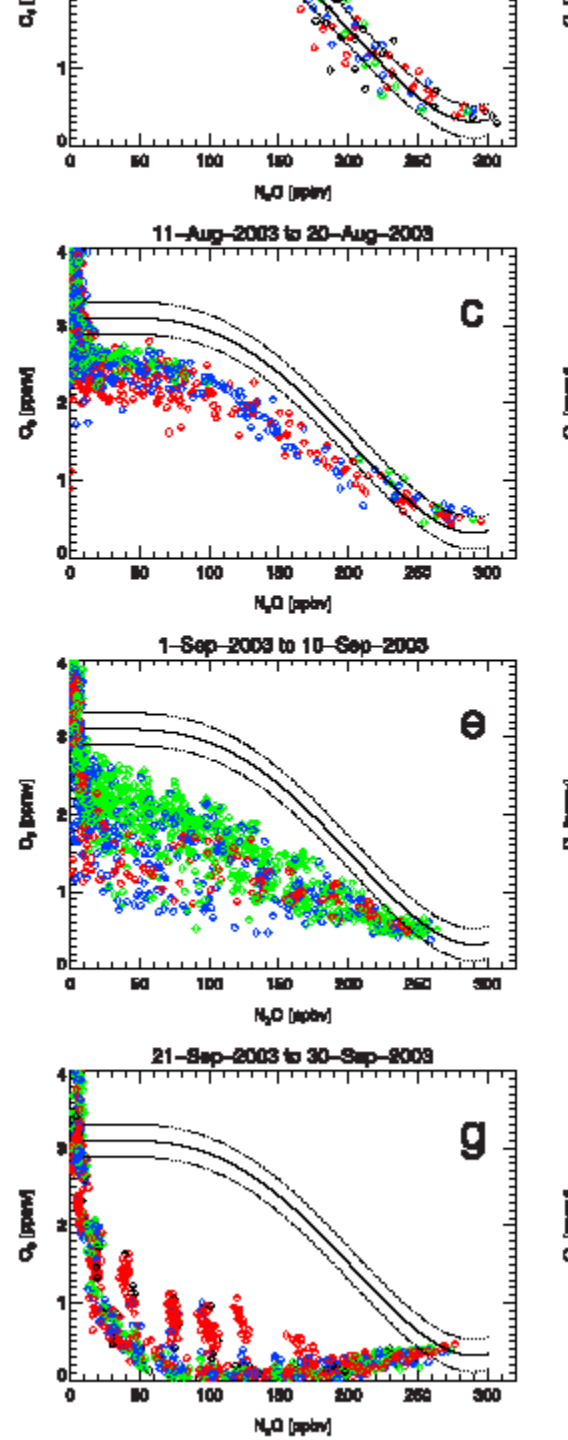 1
0
0 50 100 150 200 250 300
N₂O [ppbv]
11-Aug-2003 to 20-Aug-2003
4
3
2
1
0
O₃ [ppmv]
c
0 50 100 150 200 250 300
N₂O [ppbv]
1-Sep-2003 to 10-Sep-2003
4
3
2
1
0
O₃ [ppmv]
e
0 50 100 150 200 250 300
N₂O [ppbv]
21-Sep-2003 to 30-Sep-2003
4
3
2
1
0
O₃ [ppmv]
g
0 50 100 150 200 250 300
N₂O [ppbv]